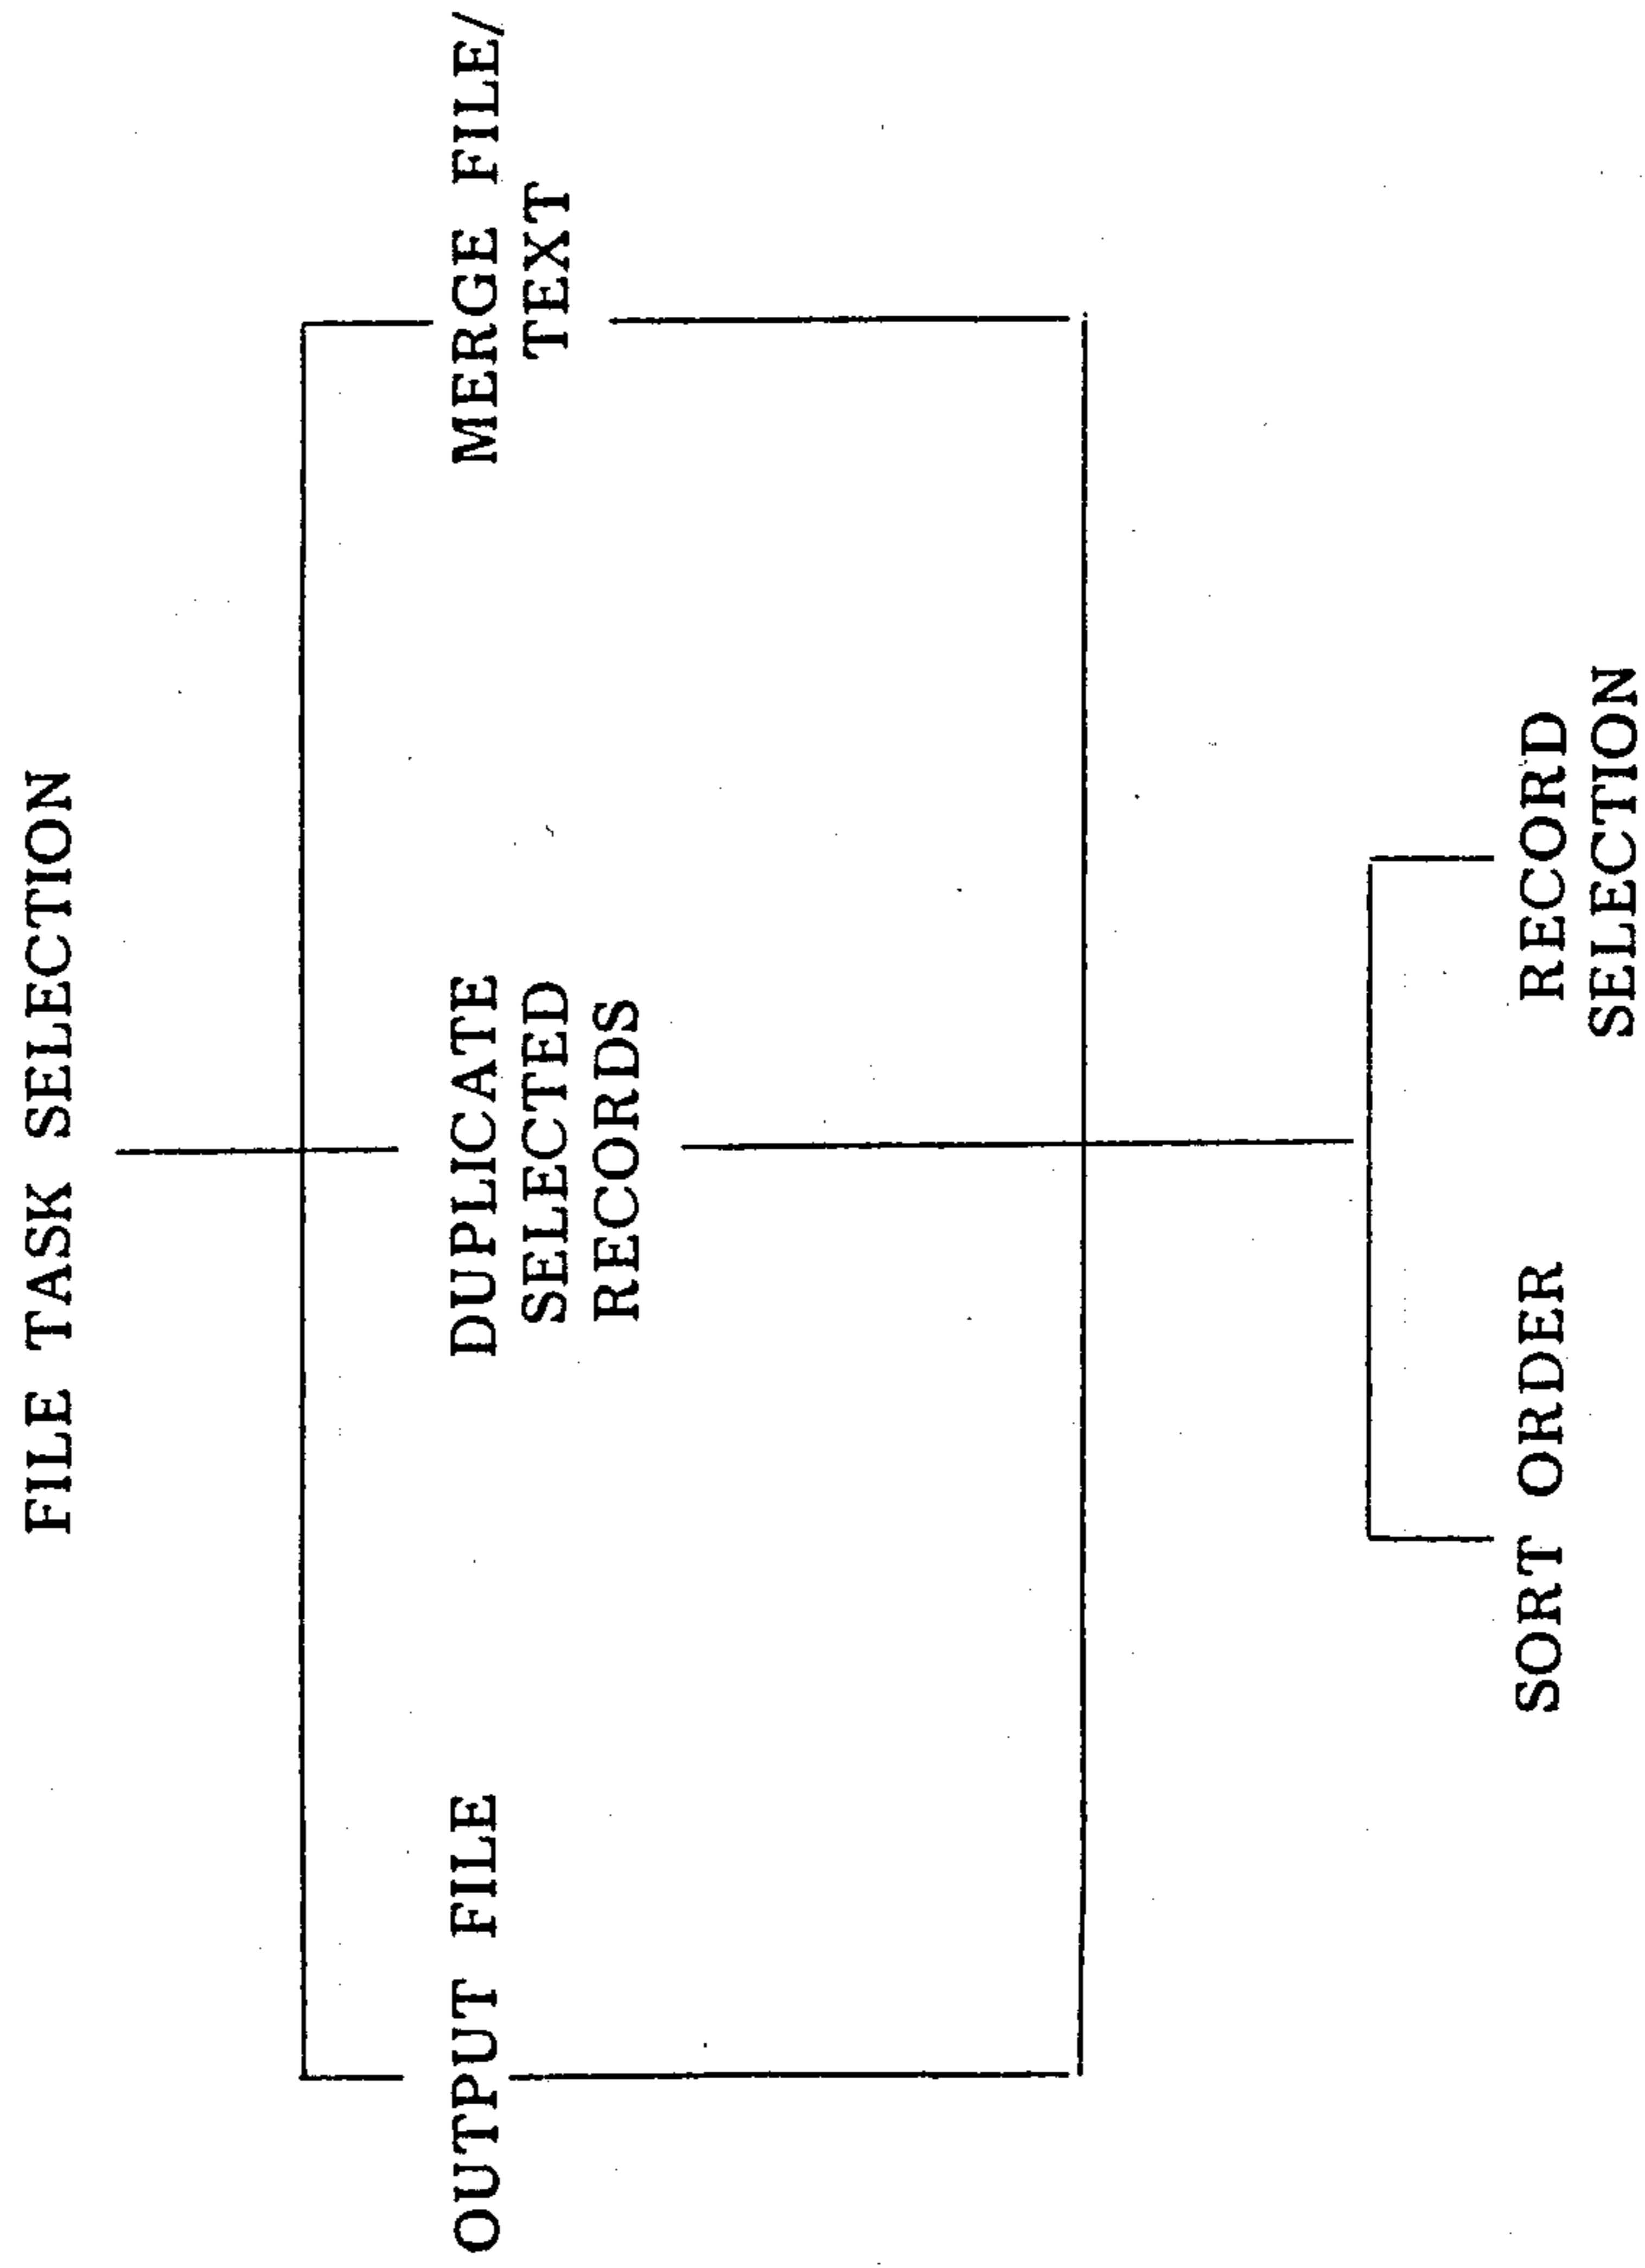 FILE TASK SELECTION
OUTPUT FILE
DUPLICATE
SELECTED
RECORDS
MERGE FILE/
TEXT
SORT ORDER
RECORD
SELECTION